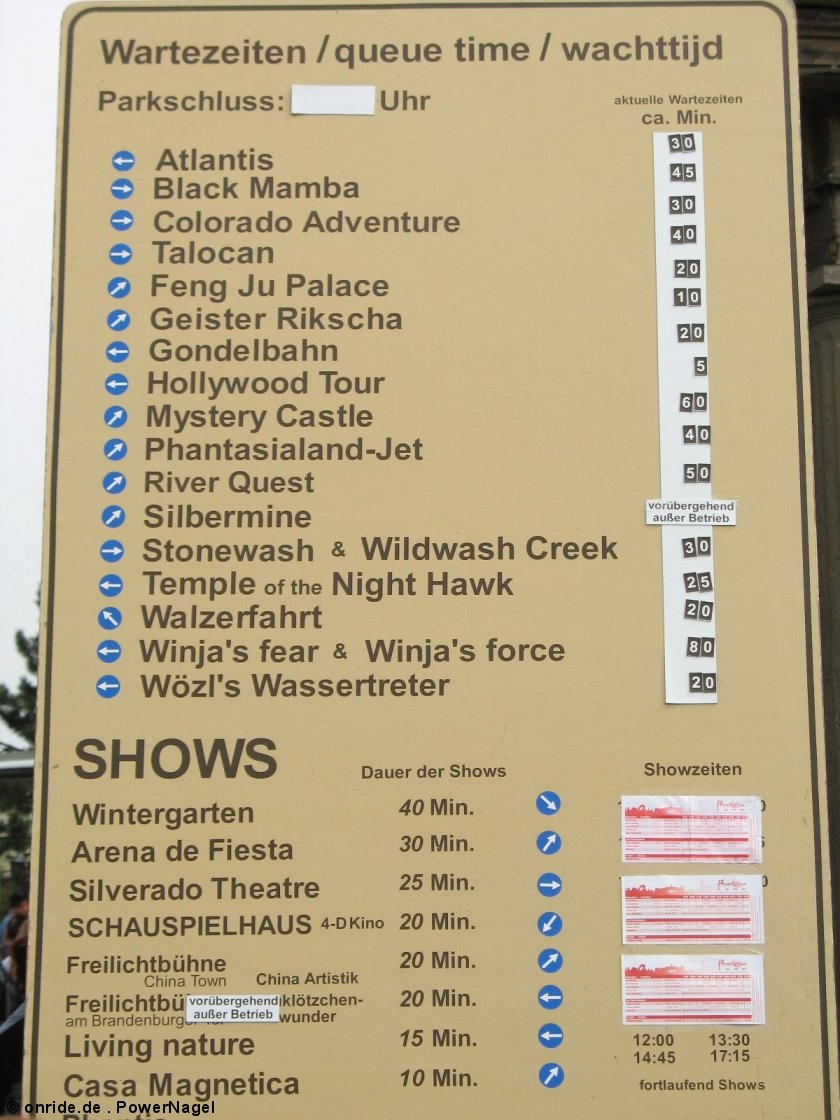 Wartezeiten / queue time / wachttijd
Parkschluss: Uhr
aktuelle Wartezeiten
ca. Min.
Atlantis 30
Black Mamba 45
Colorado Adventure 30
Talocan 40
Feng Ju Palace 20
Geister Rikscha 10
Gondelbahn 20
Hollywood Tour 5
Mystery Castle 60
Phantasialand-Jet 40
River Quest 50
Silbermine vorübergehend außer Betrieb
Stonewash & Wildwash Creek 30
Temple of the Night Hawk 25
Walzerfahrt 20
Winja's fear & Winja's force 80
Wözl's Wassertreter 20
SHOWS Dauer der Shows Showzeiten
Wintergarten 40 Min.
Arena de Fiesta 30 Min.
Silverado Theatre 25 Min.
SCHAUSPIELHAUS 4-D Kino 20 Min.
Freilichtbühne 20 Min.
China Town China Artistik
vorübergehend klötzchen- 20 Min.
am außer Betrieb wunder
Living nature 15 Min. 12:00 13:30
14:45 17:15
Casa Magnetica 10 Min. fortlaufend Shows
© onride.de . PowerNagel